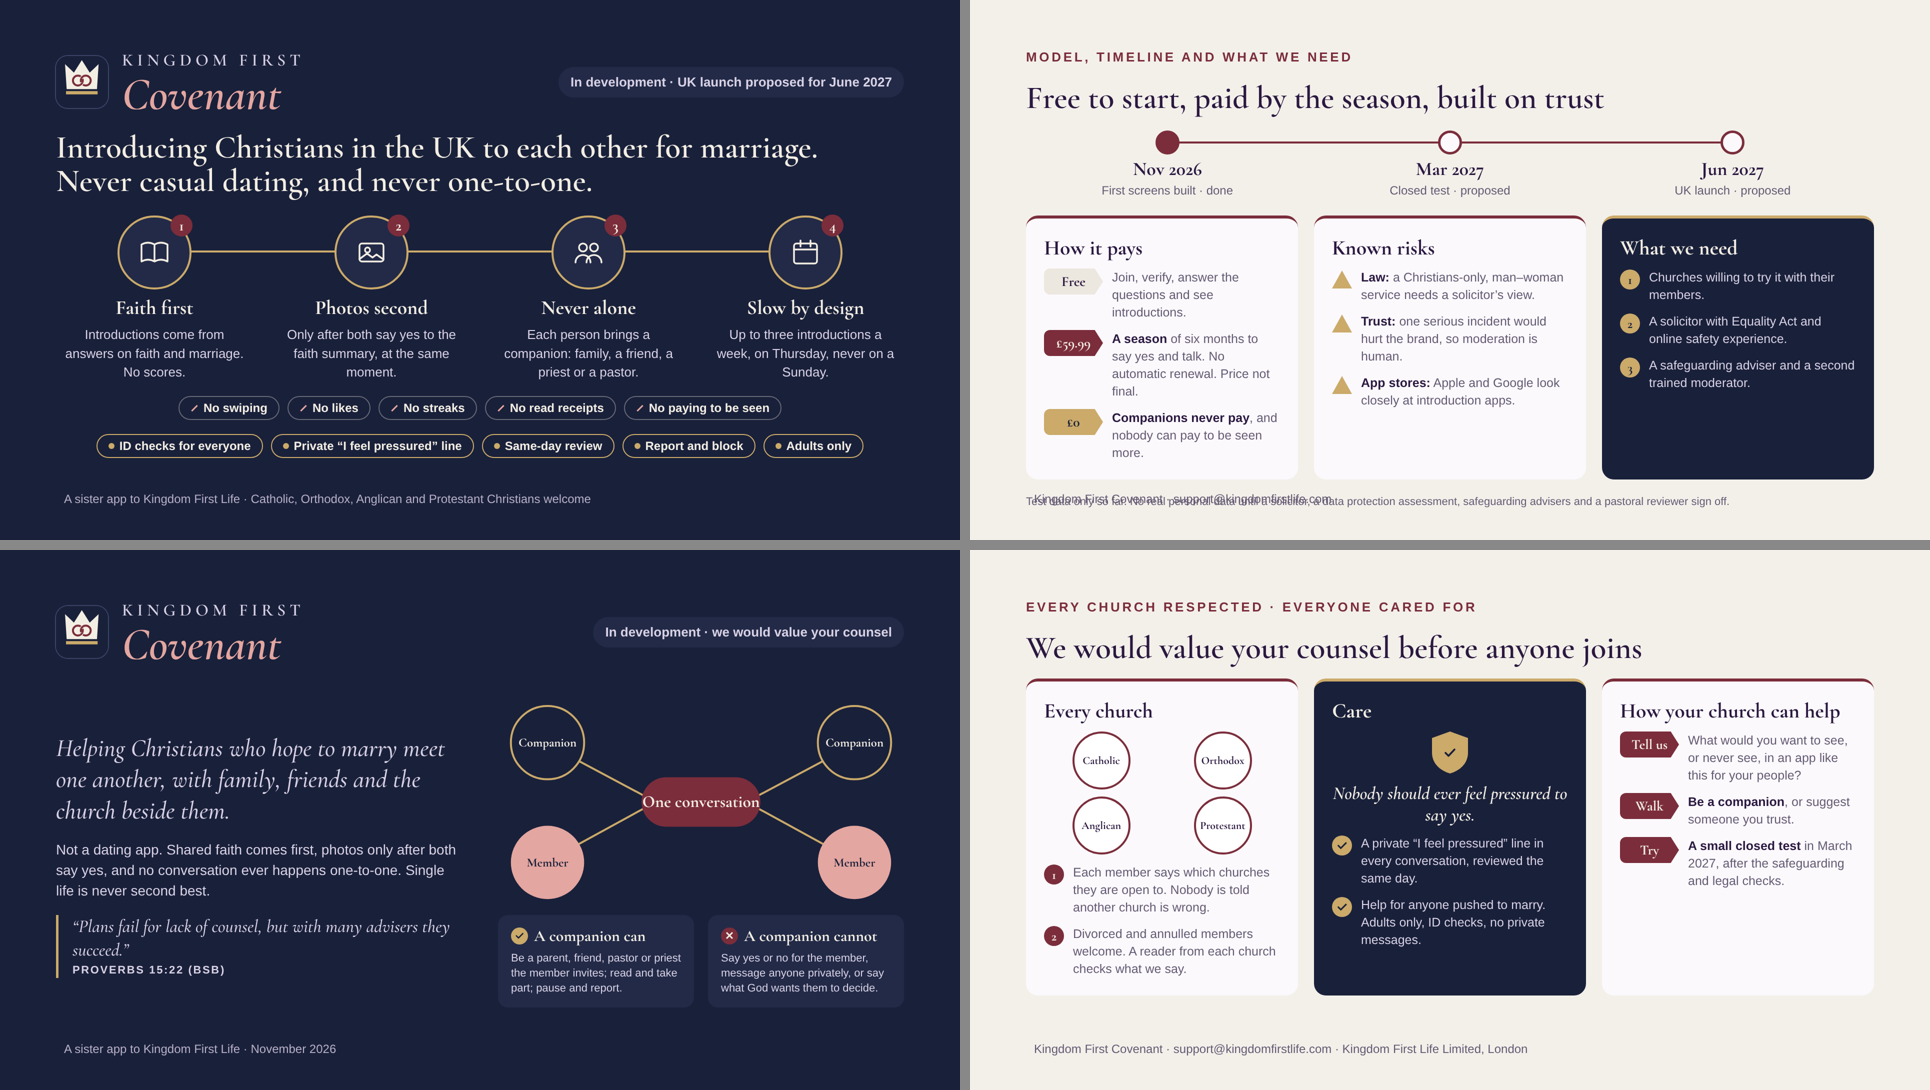 KINGDOM FIRST
Covenant
In development · UK launch proposed for June 2027
Introducing Christians in the UK to each other for marriage.
Never casual dating, and never one-to-one.
1
2
3
4
Faith first
Introductions come from
answers on faith and marriage.
No scores.
Photos second
Only after both say yes to the
faith summary, at the same
moment.
Never alone
Each person brings a
companion: family, a friend, a
priest or a pastor.
Slow by design
Up to three introductions a
week, on Thursday, never on a
Sunday.
No swiping
No likes
No streaks
No read receipts
No paying to be seen
ID checks for everyone
Private “I feel pressured” line
Same-day review
Report and block
Adults only
A sister app to Kingdom First Life · Catholic, Orthodox, Anglican and Protestant Christians welcome
MODEL, TIMELINE AND WHAT WE NEED
Free to start, paid by the season, built on trust
Nov 2026
First screens built · done
Mar 2027
Closed test · proposed
Jun 2027
UK launch · proposed
How it pays
Free
Join, verify, answer the
questions and see
introductions.
£59.99
A season of six months to
say yes and talk. No
automatic renewal. Price not
final.
£0
Companions never pay, and
nobody can pay to be seen
more.
Known risks
Law: a Christians-only, man–woman
service needs a solicitor’s view.
Trust: one serious incident would
hurt the brand, so moderation is
human.
App stores: Apple and Google look
closely at introduction apps.
What we need
1
Churches willing to try it with their
members.
2
A solicitor with Equality Act and
online safety experience.
3
A safeguarding adviser and a second
trained moderator.
Kingdom First Covenant · support@kingdomfirstlife.com
Test data only so far. No real personal data until a solicitor, a data protection assessment, safeguarding advisers and a pastoral reviewer sign off.
KINGDOM FIRST
Covenant
In development · we would value your counsel
Helping Christians who hope to marry meet
one another, with family, friends and the
church beside them.
Not a dating app. Shared faith comes first, photos only after both
say yes, and no conversation ever happens one-to-one. Single
life is never second best.
“Plans fail for lack of counsel, but with many advisers they
succeed.”
PROVERBS 15:22 (BSB)
Companion
Companion
One conversation
Member
Member
A companion can
Be a parent, friend, pastor or priest
the member invites; read and take
part; pause and report.
A companion cannot
Say yes or no for the member,
message anyone privately, or say
what God wants them to decide.
A sister app to Kingdom First Life · November 2026
EVERY CHURCH RESPECTED · EVERYONE CARED FOR
We would value your counsel before anyone joins
Every church
Catholic
Orthodox
Anglican
Protestant
1
Each member says which churches
they are open to. Nobody is told
another church is wrong.
2
Divorced and annulled members
welcome. A reader from each church
checks what we say.
Care
Nobody should ever feel pressured to
say yes.
A private “I feel pressured” line in
every conversation, reviewed the
same day.
Help for anyone pushed to marry.
Adults only, ID checks, no private
messages.
How your church can help
Tell us
What would you want to see,
or never see, in an app like
this for your people?
Walk
Be a companion, or suggest
someone you trust.
Try
A small closed test in March
2027, after the safeguarding
and legal checks.
Kingdom First Covenant · support@kingdomfirstlife.com · Kingdom First Life Limited, London